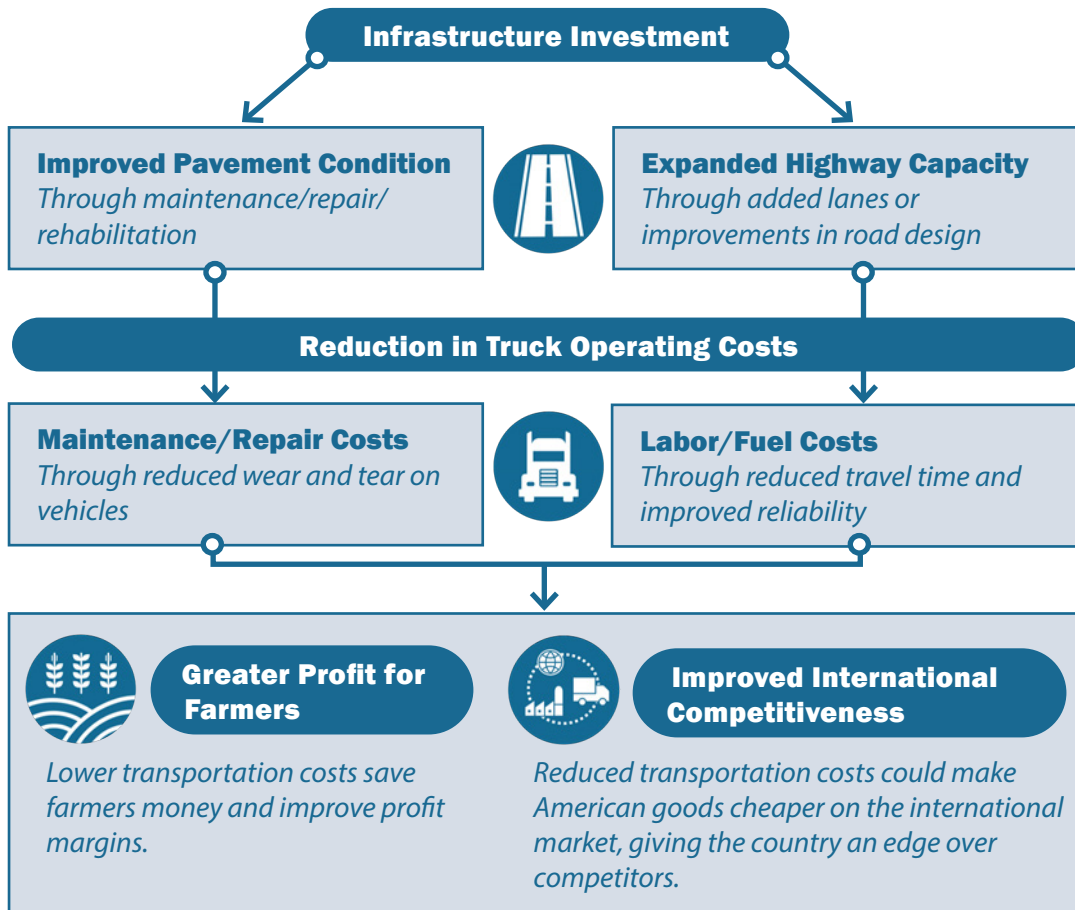 Infrastructure Investment
Improved Pavement Condition
Through maintenance/repair/
rehabilitation
Expanded Highway Capacity
Through added lanes or
improvements in road design
Reduction in Truck Operating Costs
Maintenance/Repair Costs
Through reduced wear and tear on
vehicles
Labor/Fuel Costs
Through reduced travel time and
improved reliability
Greater Profit for
Farmers
Lower transportation costs save
farmers money and improve profit
margins.
Improved International
Competitiveness
Reduced transportation costs could make
American goods cheaper on the international
market, giving the country an edge over
competitors.